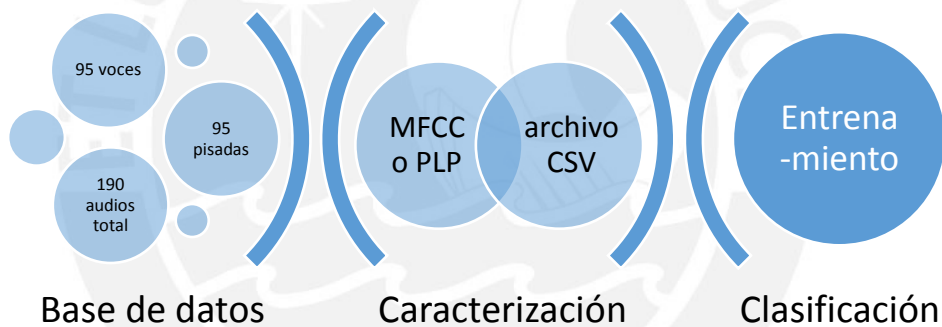 95 voces
95
pisadas
190
audios
total
MFCC
o PLP
archivo
CSV
Entrena
-miento
Base de datos
Caracterización
Clasificación